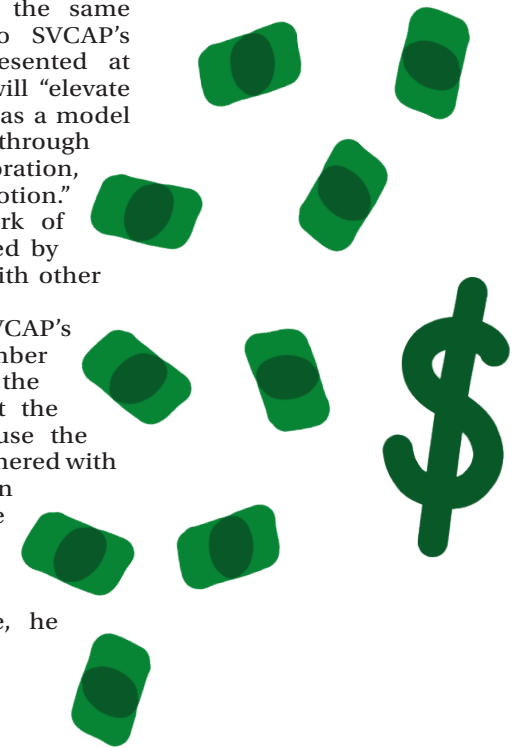 the same
o SVCAP's
esented at
will “elevate
as a model
through
oration,
otion.”
rk of
ed by
ith other
VCAP's
nber
the
t the
use the
nered with
n
e
e, he
$